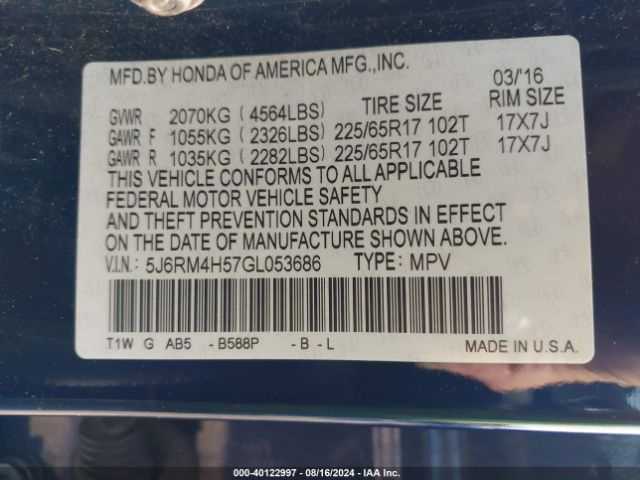 MFD.BY HONDA OF AMERICA MFG.,INC. 03/'16
GVWR 2070KG (4564LBS) TIRE SIZE RIM SIZE
GAWR F 1055KG (2326LBS) 225/65R17 102T 17X7J
GAWR R 1035KG (2282LBS) 225/65R17 102T 17X7J
THIS VEHICLE CONFORMS TO ALL APPLICABLE
FEDERAL MOTOR VEHICLE SAFETY
AND THEFT PREVENTION STANDARDS IN EFFECT
ON THE DATE OF MANUFACTURE SHOWN ABOVE.
V.I.N.: 5J6RM4H57GL053686 TYPE: MPV
T1W G AB5 -B588P -B -L MADE IN U.S.A.
000-40122997 - 08/16/2024 - IAA Inc.